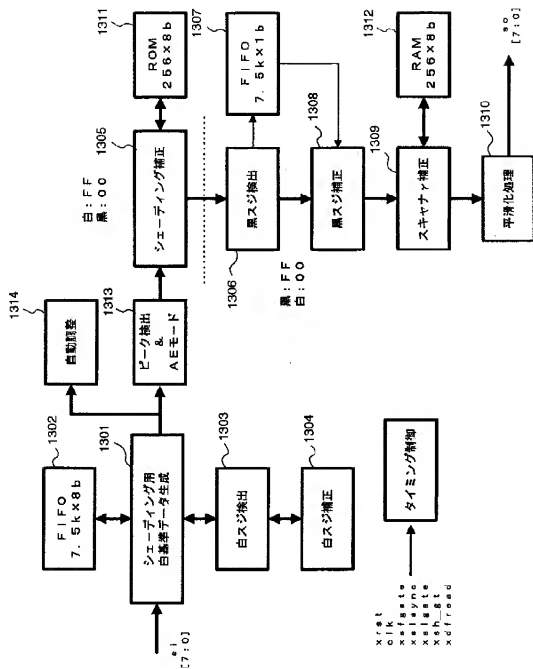 si
[7:0]
1302
FIFO
7.5k×8b
1301
シェーディング用
白基準データ生成
1303
白スジ検出
1304
白スジ補正
1314
自動調整
1313
ピーク検出
&
AEモード
白:FF
黒:00
1305
シェーディング補正
1311
ROM
256×8b
1306
黒スジ検出
1307
FIFO
7.5k×1b
黒:FF
白:00
1308
黒スジ補正
1309
スキャナγ補正
1312
RAM
256×8b
1310
平滑化処理
so
[7:0]
xrst
clk
xsfgate
xslsync
xslgate
xsh_gt
xdfread
タイミング制御